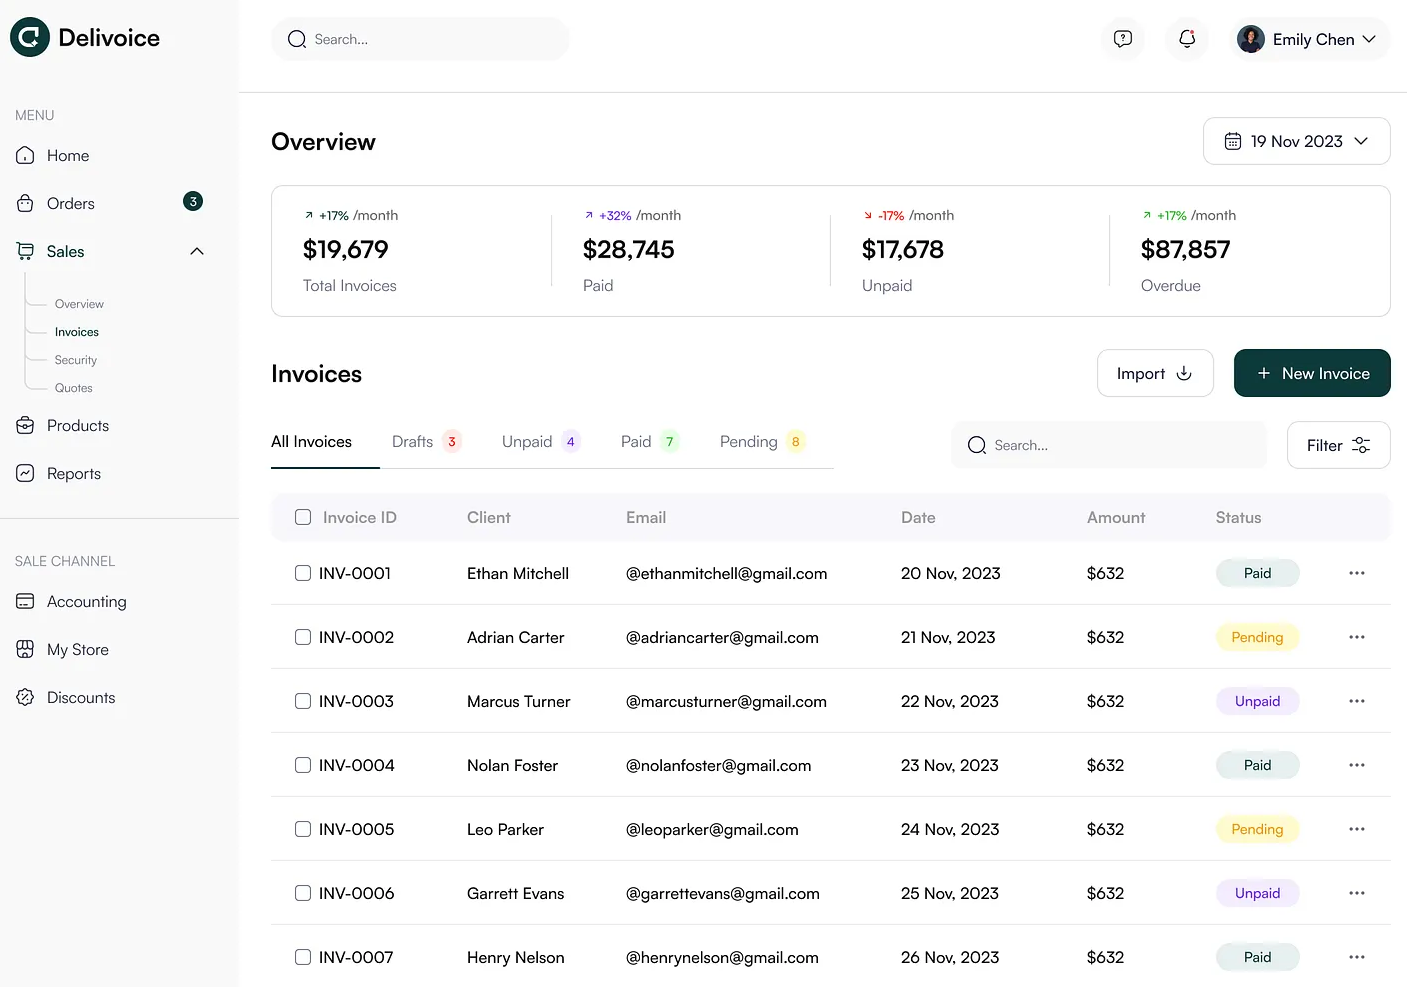 Delivoice
Search...
Emily Chen
MENU
Home
Orders 3
Sales
Overview
Invoices
Security
Quotes
Products
Reports
SALE CHANNEL
Accounting
My Store
Discounts
Overview
19 Nov 2023
+17% /month
$19,679
Total Invoices
+32% /month
$28,745
Paid
-17% /month
$17,678
Unpaid
+17% /month
$87,857
Overdue
Invoices
Import
+ New Invoice
All Invoices Drafts 3 Unpaid 4 Paid 7 Pending 8
Search...
Filter
Invoice ID Client Email Date Amount Status
INV-0001 Ethan Mitchell @ethanmitchell@gmail.com 20 Nov, 2023 $632 Paid
INV-0002 Adrian Carter @adriancarter@gmail.com 21 Nov, 2023 $632 Pending
INV-0003 Marcus Turner @marcusturner@gmail.com 22 Nov, 2023 $632 Unpaid
INV-0004 Nolan Foster @nolanfoster@gmail.com 23 Nov, 2023 $632 Paid
INV-0005 Leo Parker @leoparker@gmail.com 24 Nov, 2023 $632 Pending
INV-0006 Garrett Evans @garrettevans@gmail.com 25 Nov, 2023 $632 Unpaid
INV-0007 Henry Nelson @henrynelson@gmail.com 26 Nov, 2023 $632 Paid